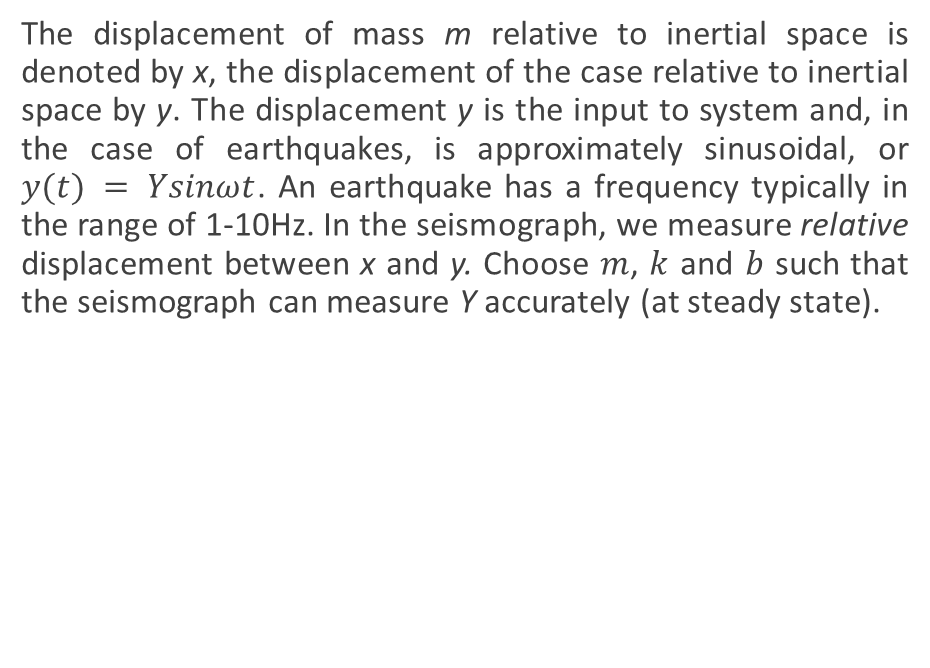 The displacement of mass m relative to inertial space is
denoted by x, the displacement of the case relative to inertial
space by y. The displacement y is the input to system and, in
the case of earthquakes, is approximately sinusoidal, or
y(t) = Ysinωt. An earthquake has a frequency typically in
the range of 1-10Hz. In the seismograph, we measure relative
displacement between x and y. Choose m, k and b such that
the seismograph can measure Y accurately (at steady state).